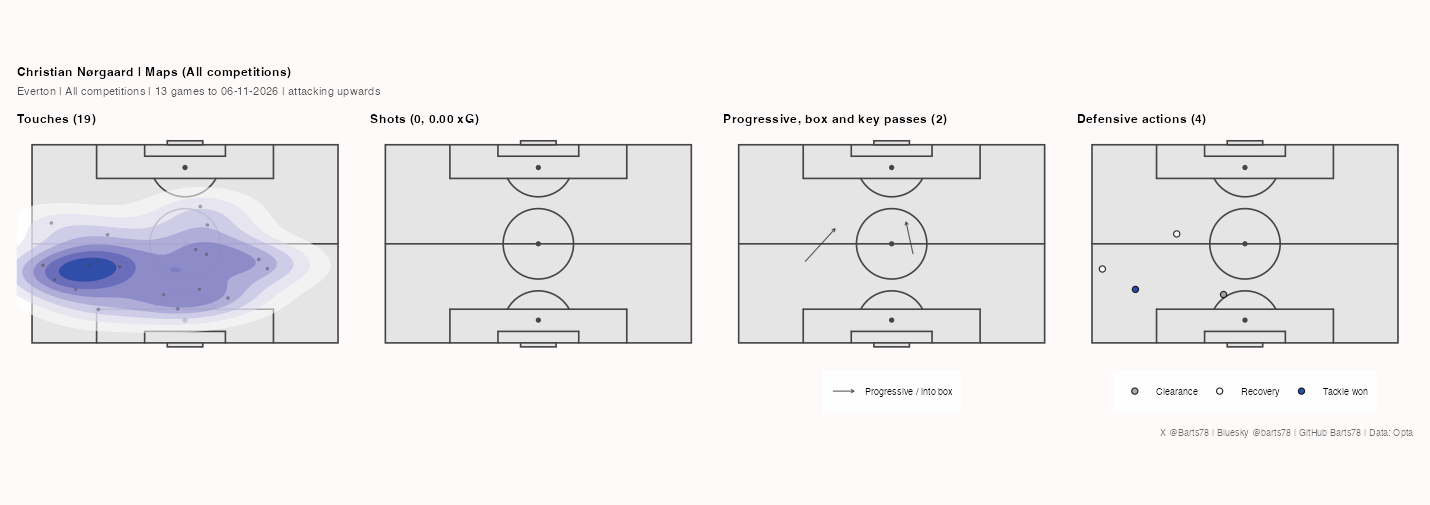 Christian Nørgaard | Maps (All competitions)
Everton | All competitions | 13 games to 06-11-2026 | attacking upwards
Touches (19)
Shots (0, 0.00 xG)
Progressive, box and key passes (2)
Defensive actions (4)
Progressive / into box
Clearance
Recovery
Tackle won
X @Barts78 | Bluesky @barts78 | GitHub Barts78 | Data: Opta